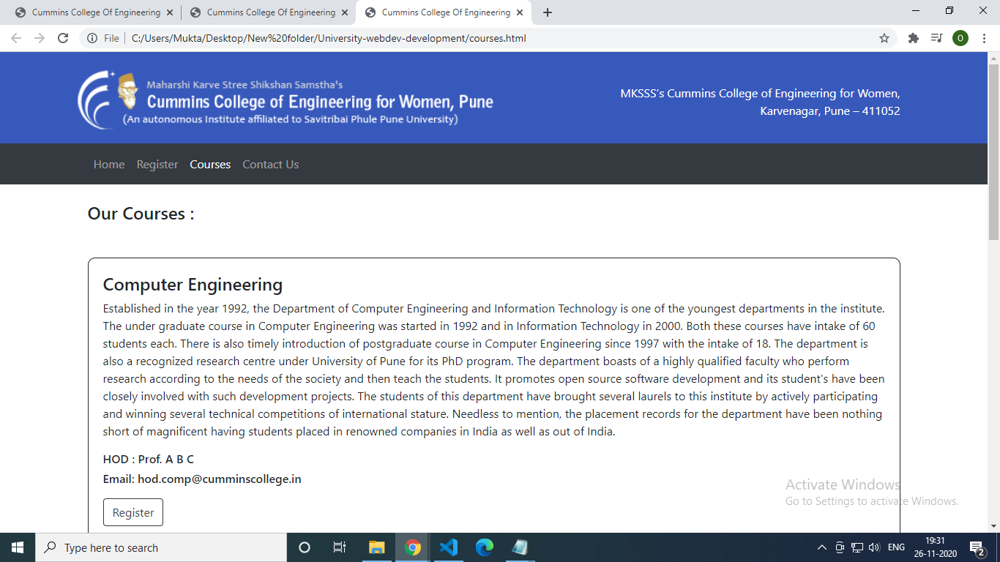 Cummins College Of Engineering
Cummins College Of Engineering
Cummins College Of Engineering
File
C:/Users/Mukta/Desktop/New%20folder/University-webdev-development/courses.html
O
Maharshi Karve Stree Shikshan Samstha's
Cummins College of Engineering for Women, Pune
(An autonomous Institute affiliated to Savitribai Phule Pune University)
MKSSS’s Cummins College of Engineering for Women,
Karvenagar, Pune – 411052
Home Register Courses Contact Us
Our Courses :
Computer Engineering
Established in the year 1992, the Department of Computer Engineering and Information Technology is one of the youngest departments in the institute.
The under graduate course in Computer Engineering was started in 1992 and in Information Technology in 2000. Both these courses have intake of 60
students each. There is also timely introduction of postgraduate course in Computer Engineering since 1997 with the intake of 18. The department is
also a recognized research centre under University of Pune for its PhD program. The department boasts of a highly qualified faculty who perform
research according to the needs of the society and then teach the students. It promotes open source software development and its student's have been
closely involved with such development projects. The students of this department have brought several laurels to this institute by actively participating
and winning several technical competitions of international stature. Needless to mention, the placement records for the department have been nothing
short of magnificent having students placed in renowned companies in India as well as out of India.
HOD : Prof. A B C
Email: hod.comp@cumminscollege.in
Register
Activate Windows
Go to Settings to activate Windows.
Type here to search
ENG
19:31
26-11-2020
2